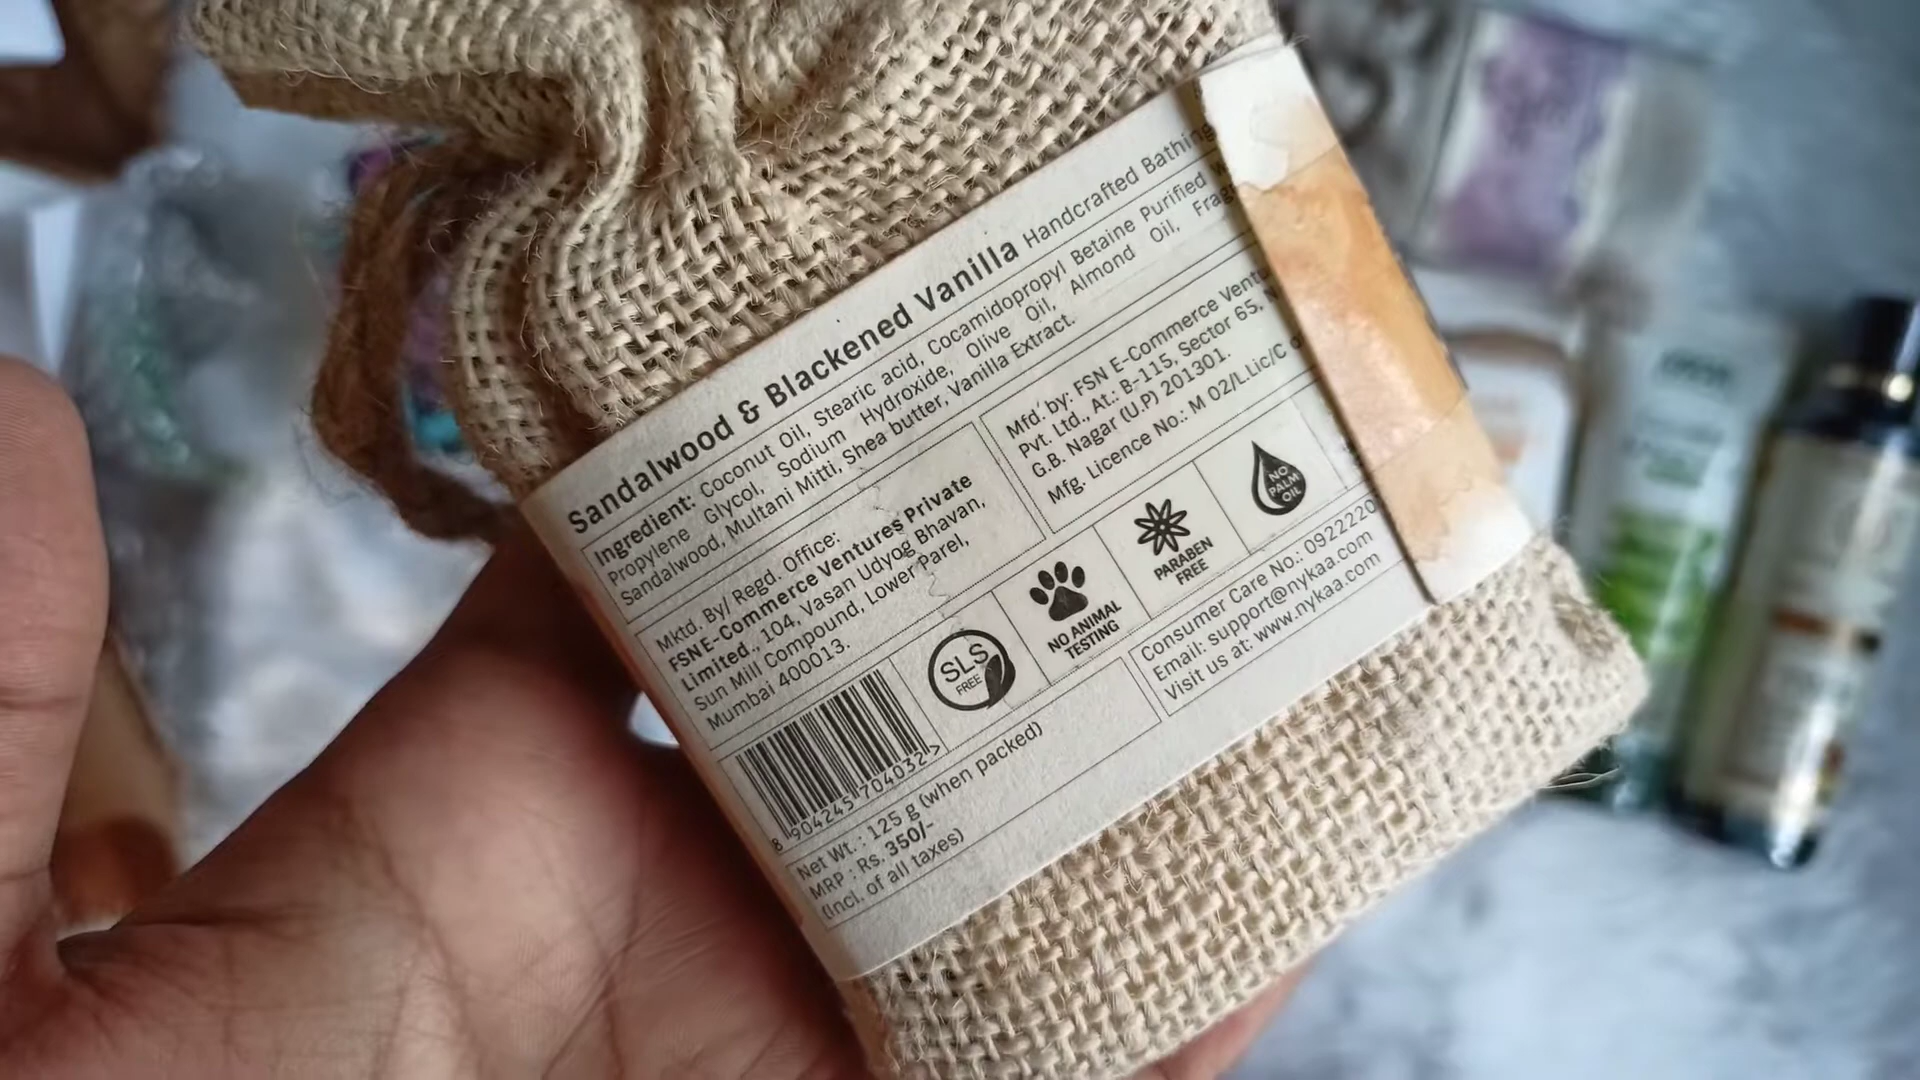 Sandalwood & Blackened Vanilla Handcrafted Bathing
Ingredient: Coconut Oil, Stearic acid, Cocamidopropyl Betaine Purified
Propylene Glycol, Sodium Hydroxide, Olive Oil, Almond Oil,
Sandalwood, Multani Mitti, Shea butter, Vanilla Extract.
Mktd. By/ Regd. Office:
FSN E-Commerce Ventures Private
Limited., 104, Vasan Udyog Bhavan,
Sun Mill Compound, Lower Parel,
Mumbai 400013.
Mfd. by: FSN E-Commerce
Pvt. Ltd., At.: B-115, Sector 65,
G.B. Nagar (U.P) 201301.
Mfg. Licence No.: M 02/L.Lic/C
SLS
FREE
NO ANIMAL
TESTING
PARABEN
FREE
NO
PALM
OIL
8 904245 704032 >
Consumer Care No.:
Email: support@nykaa.com
Visit us at: www.nykaa.com
Net Wt. : 125 g (when packed)
MRP : Rs. 350/-
(Incl. of all taxes)